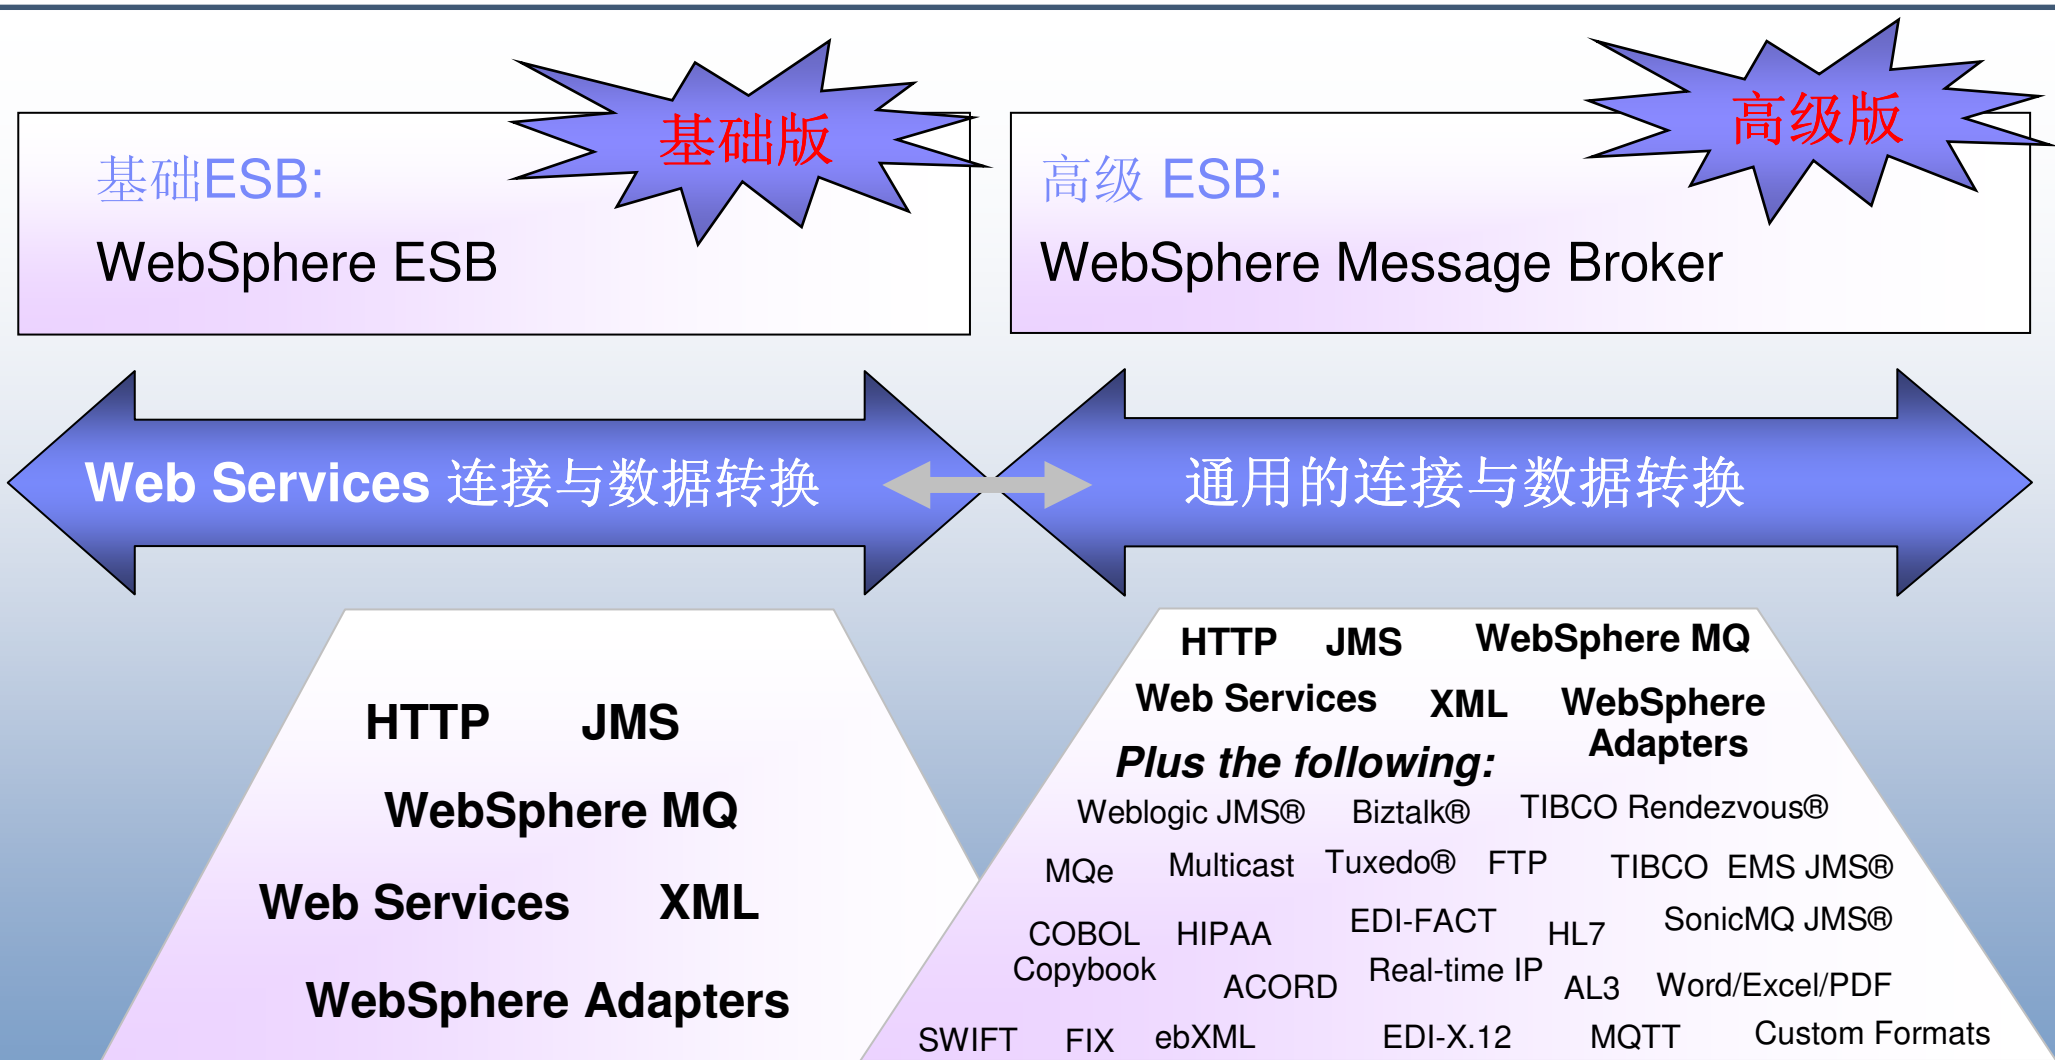 基础版
基础ESB:
WebSphere ESB
高级版
高级 ESB:
WebSphere Message Broker
Web Services 连接与数据转换
通用的连接与数据转换
HTTP JMS
WebSphere MQ
Web Services XML
WebSphere Adapters
HTTP JMS WebSphere MQ
Web Services XML WebSphere
Adapters
Plus the following:
Weblogic JMS® Biztalk® TIBCO Rendezvous®
MQe Multicast Tuxedo® FTP TIBCO EMS JMS®
COBOL HIPAA EDI-FACT HL7 SonicMQ JMS®
Copybook ACORD Real-time IP AL3 Word/Excel/PDF
SWIFT FIX ebXML EDI-X.12 MQTT Custom Formats